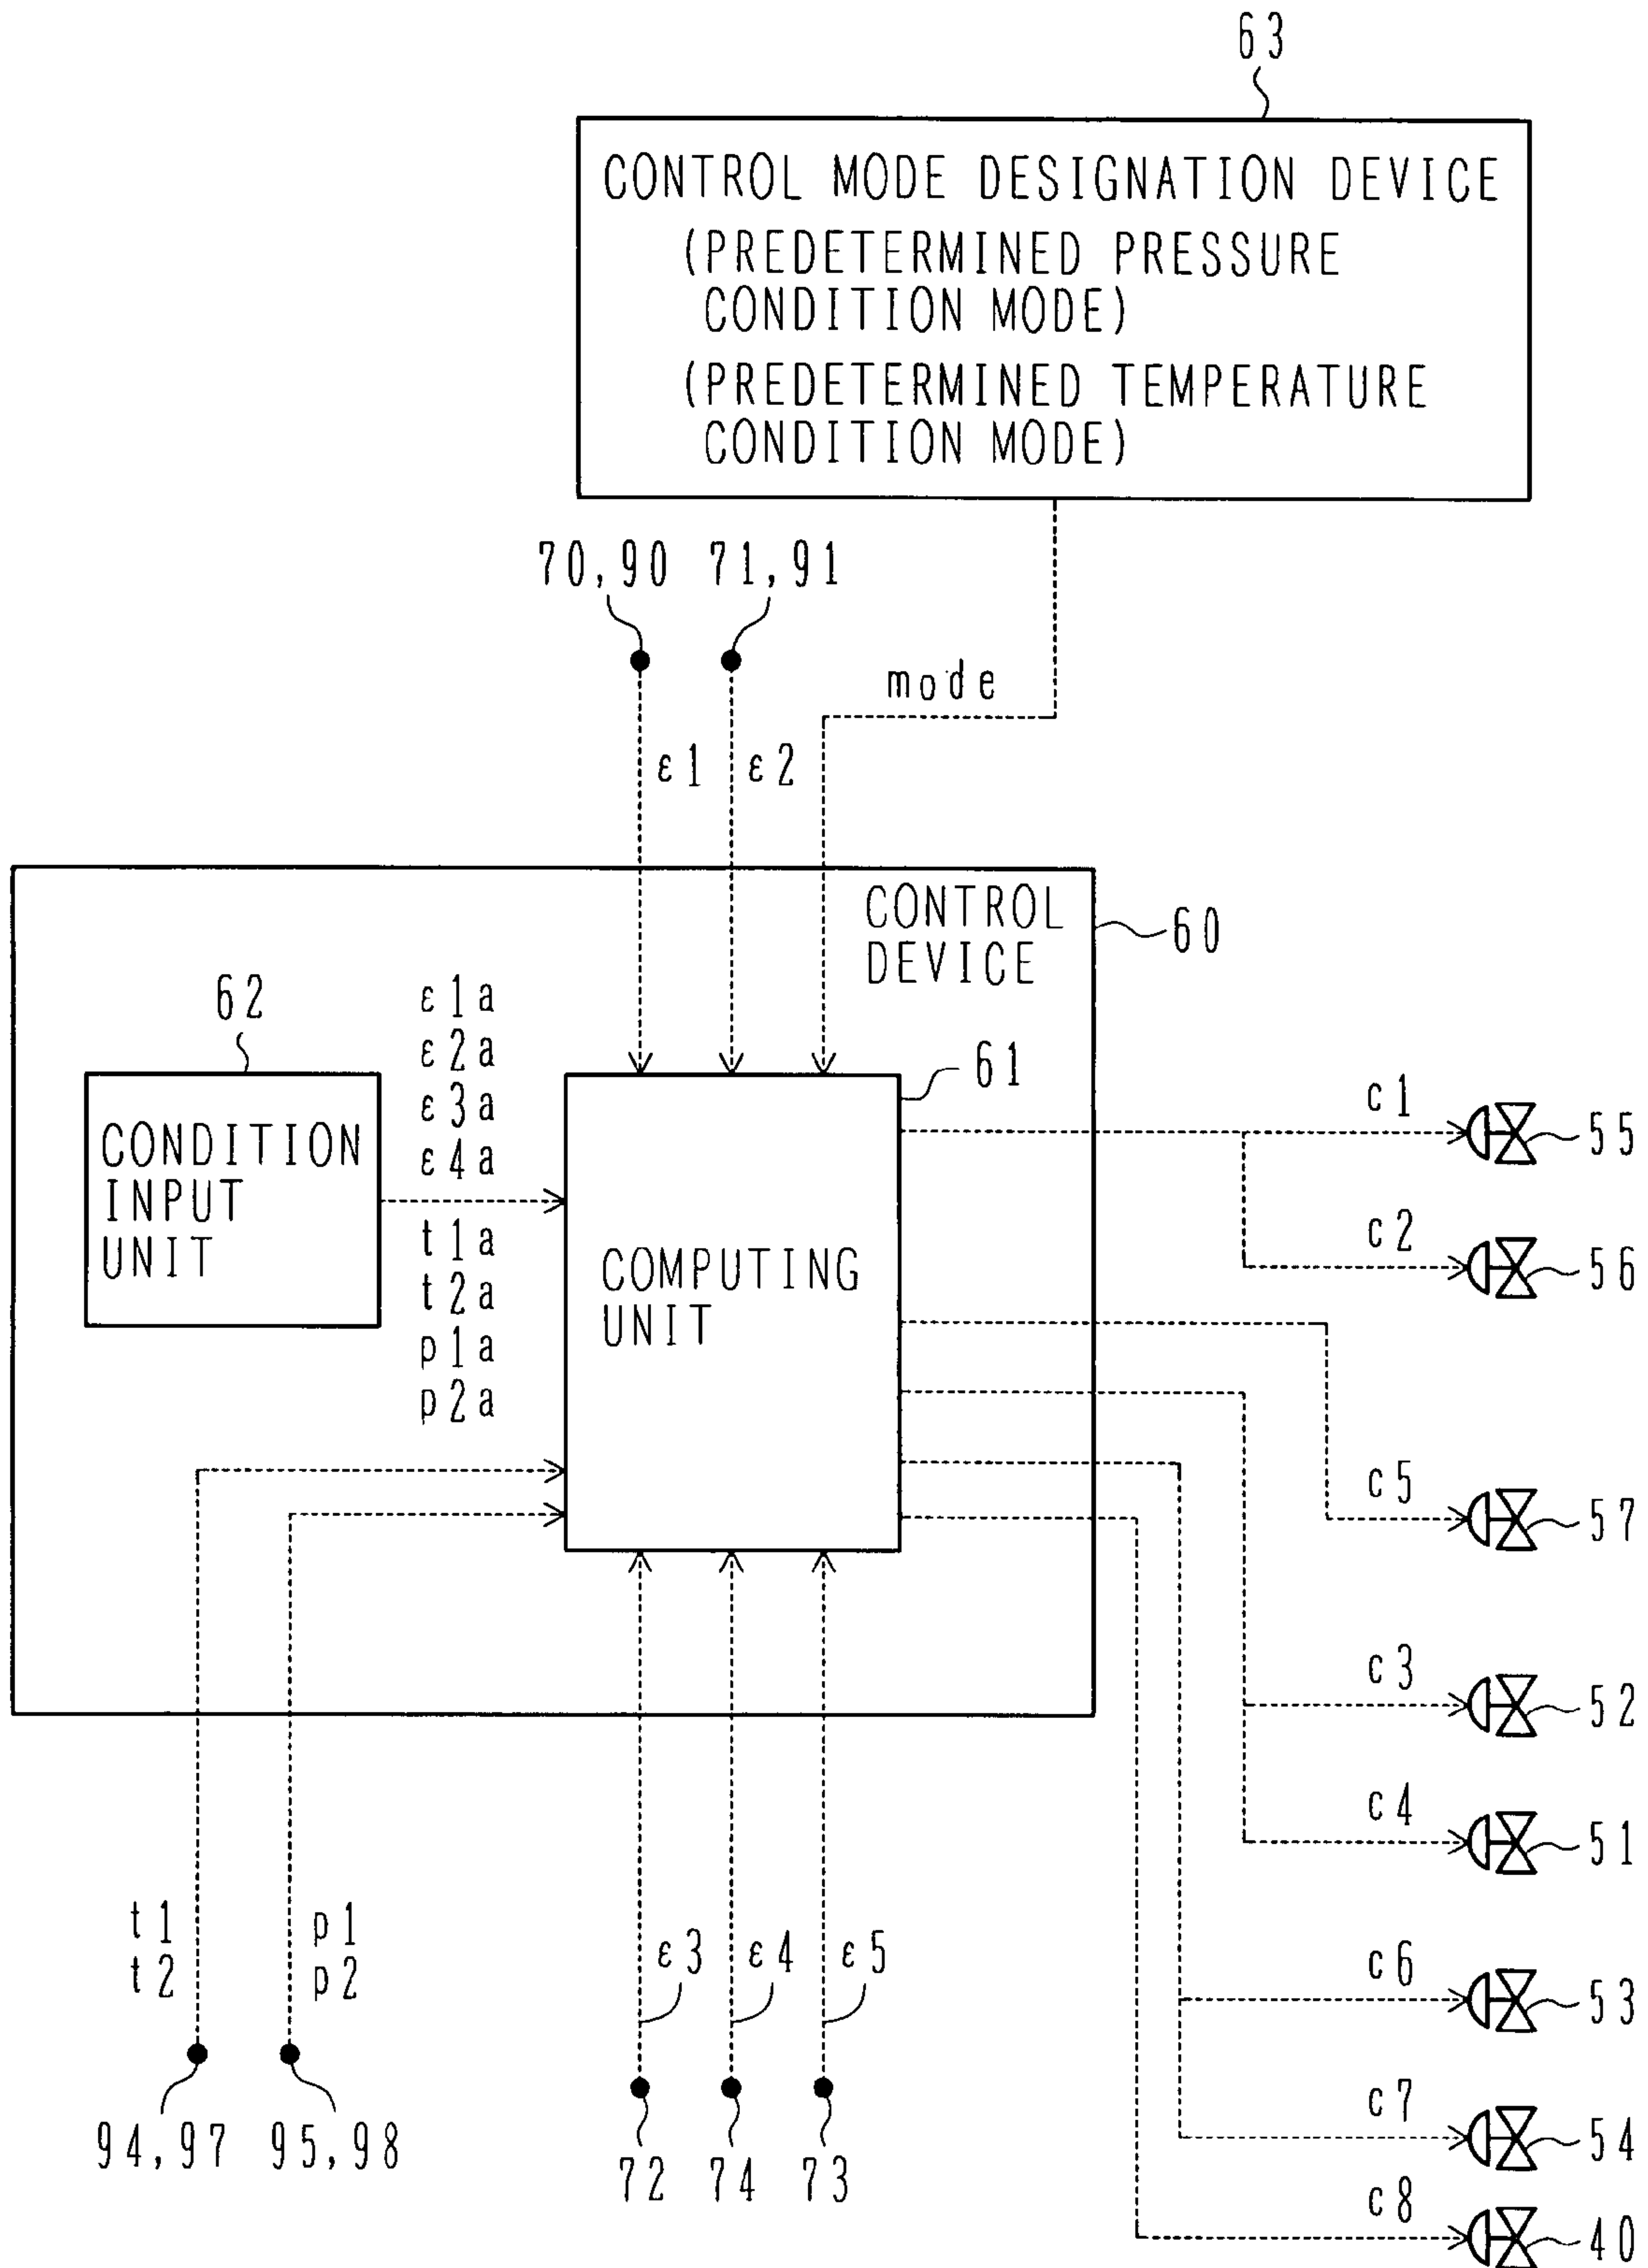 63
CONTROL MODE DESIGNATION DEVICE
(PREDETERMINED PRESSURE
CONDITION MODE)
(PREDETERMINED TEMPERATURE
CONDITION MODE)
70,90 71,91
mode
ε1 ε2
CONTROL
DEVICE
60
62
ε1a
ε2a
ε3a
ε4a
61
CONDITION
INPUT
UNIT
t1a
t2a
p1a
p2a
COMPUTING
UNIT
c1
55
c2
56
c5
57
c3
52
c4
51
t1
t2
p1
p2
ε3 ε4 ε5
c6
53
94,97 95,98
72 74 73
c7
54
c8
40